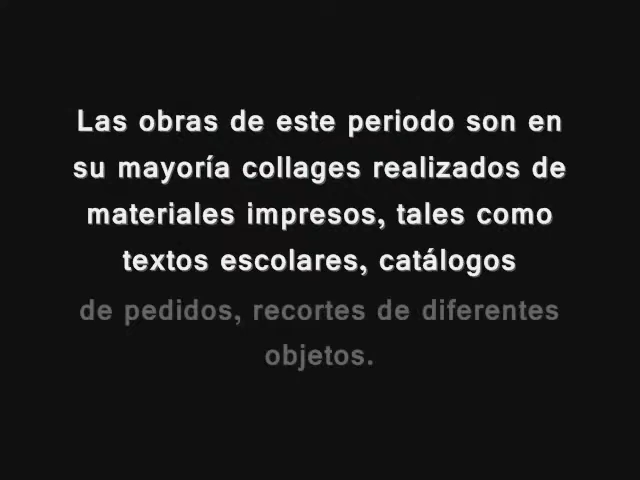 Las obras de este periodo son en
su mayoría collages realizados de
materiales impresos, tales como
textos escolares, catálogos
de pedidos, recortes de diferentes
objetos.